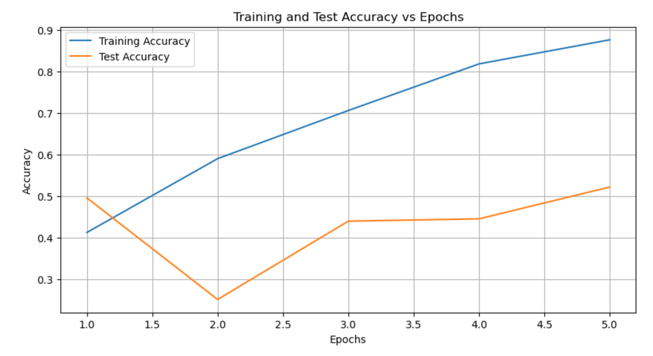 Training and Test Accuracy vs Epochs
Training Accuracy
Test Accuracy
0.9
0.8
0.7
0.6
0.5
0.4
0.3
Accuracy
1.0 1.5 2.0 2.5 3.0 3.5 4.0 4.5 5.0
Epochs